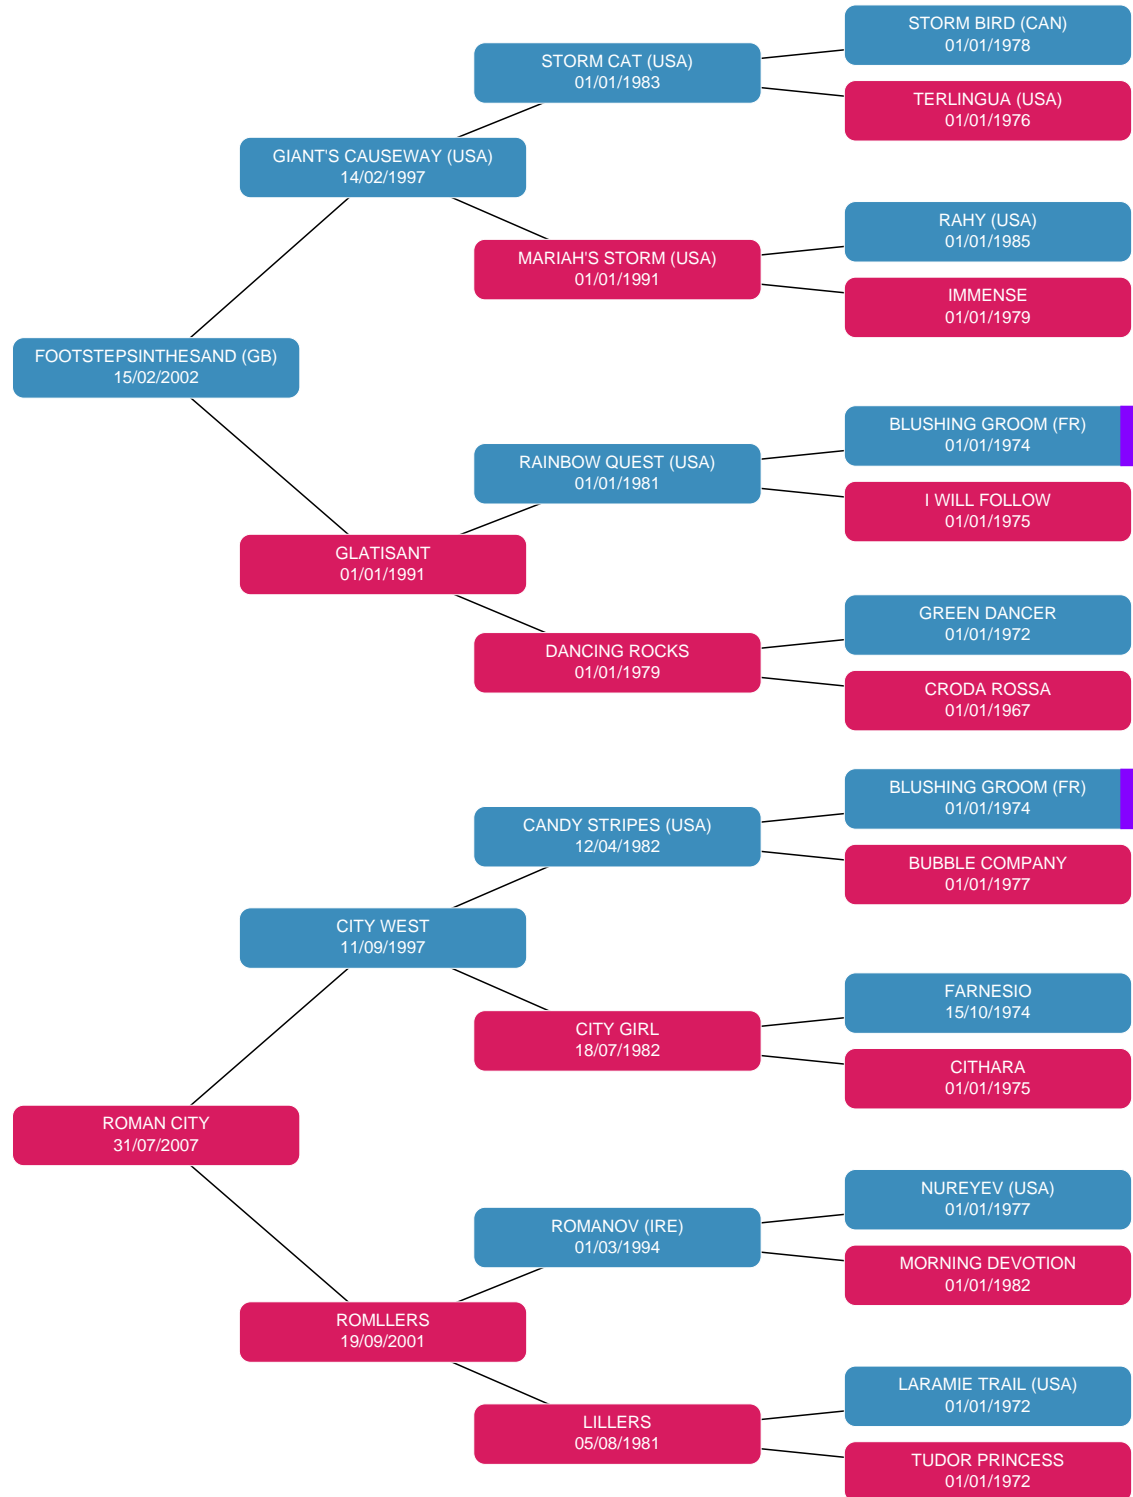 STORM BIRD (CAN)
01/01/1978
STORM CAT (USA)
01/01/1983
TERLINGUA (USA)
01/01/1976
GIANT'S CAUSEWAY (USA)
14/02/1997
RAHY (USA)
01/01/1985
MARIAH'S STORM (USA)
01/01/1991
IMMENSE
01/01/1979
FOOTSTEPSINTHESAND (GB)
15/02/2002
BLUSHING GROOM (FR)
01/01/1974
RAINBOW QUEST (USA)
01/01/1981
I WILL FOLLOW
01/01/1975
GLATISANT
01/01/1991
GREEN DANCER
01/01/1972
DANCING ROCKS
01/01/1979
CRODA ROSSA
01/01/1967
BLUSHING GROOM (FR)
01/01/1974
CANDY STRIPES (USA)
12/04/1982
BUBBLE COMPANY
01/01/1977
CITY WEST
11/09/1997
FARNESIO
15/10/1974
CITY GIRL
18/07/1982
CITHARA
01/01/1975
ROMAN CITY
31/07/2007
NUREYEV (USA)
01/01/1977
ROMANOV (IRE)
01/03/1994
MORNING DEVOTION
01/01/1982
ROMLLERS
19/09/2001
LARAMIE TRAIL (USA)
01/01/1972
LILLERS
05/08/1981
TUDOR PRINCESS
01/01/1972